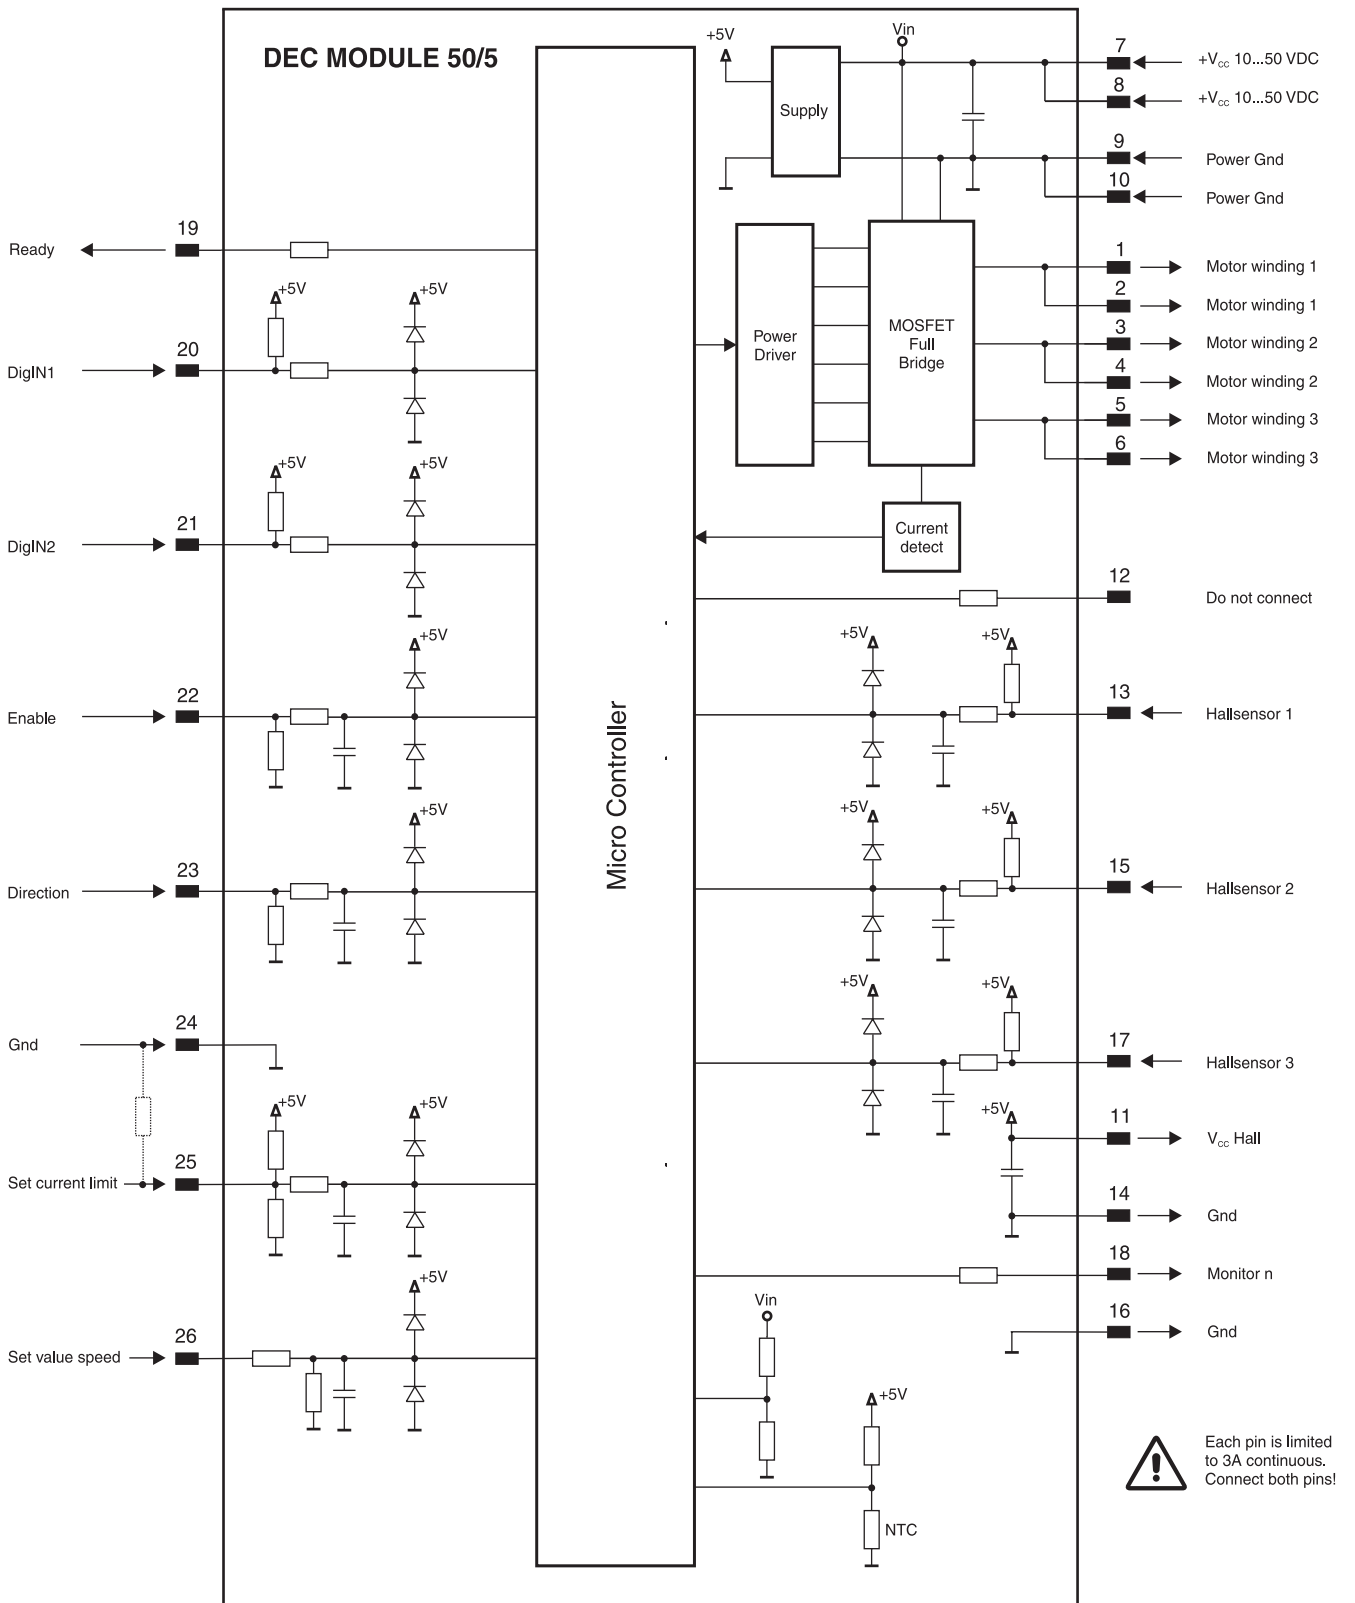 DEC MODULE 50/5
+5V
Vin
Supply
7
+Vcc 10...50 VDC
8
+Vcc 10...50 VDC
9
Power Gnd
10
Power Gnd
Power
Driver
MOSFET
Full
Bridge
Current
detect
1
Motor winding 1
2
Motor winding 1
3
Motor winding 2
4
Motor winding 2
5
Motor winding 3
6
Motor winding 3
Ready
19
+5V
+5V
DigIN1
20
+5V
+5V
DigIN2
21
+5V
Enable
22
+5V
Direction
23
Gnd
24
+5V
+5V
Set current limit
25
+5V
Set value speed
26
Micro Controller
12
Do not connect
+5V
+5V
13
Hallsensor 1
+5V
+5V
15
Hallsensor 2
+5V
+5V
17
Hallsensor 3
+5V
11
Vcc Hall
14
Gnd
18
Monitor n
16
Gnd
Vin
+5V
NTC
Each pin is limited
to 3A continuous.
Connect both pins!